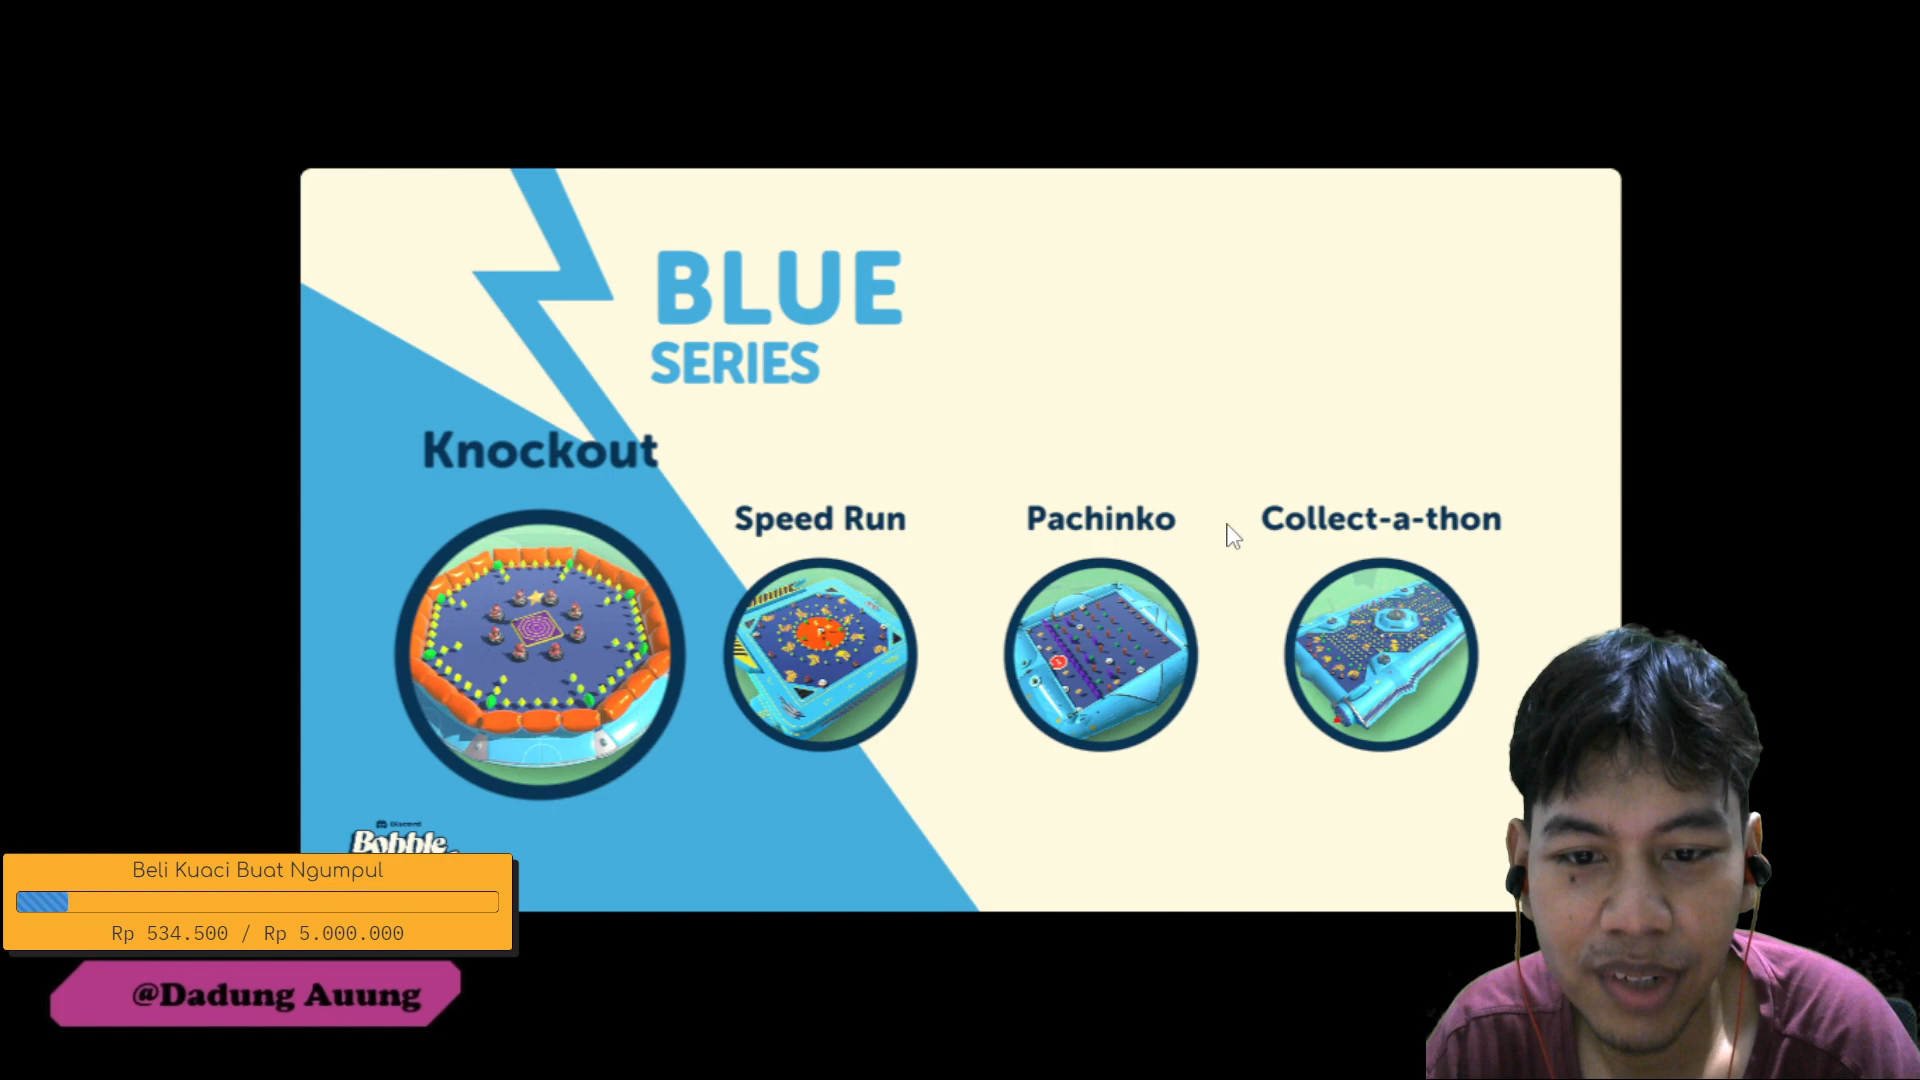 BLUE
SERIES
Knockout
Speed Run
Pachinko
Collect-a-thon
Discord
Bobble
Beli Kuaci Buat Ngumpul
Rp 534.500 / Rp 5.000.000
@Dadung Auung